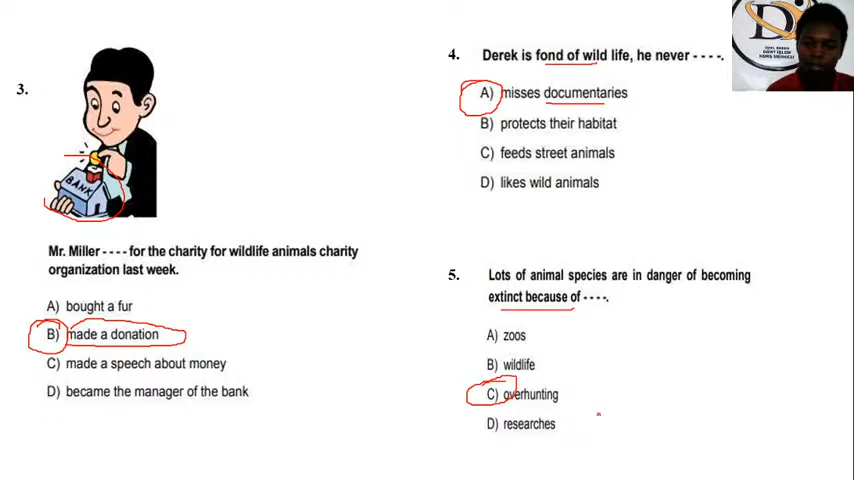 3.
BANK
Mr. Miller - - - - for the charity for wildlife animals charity
organization last week.
A) bought a fur
B) made a donation
C) made a speech about money
D) became the manager of the bank
4. Derek is fond of wild life, he never - - - -.
A) misses documentaries
B) protects their habitat
C) feeds street animals
D) likes wild animals
5. Lots of animal species are in danger of becoming
extinct because of - - - -.
A) zoos
B) wildlife
C) overhunting
D) researches